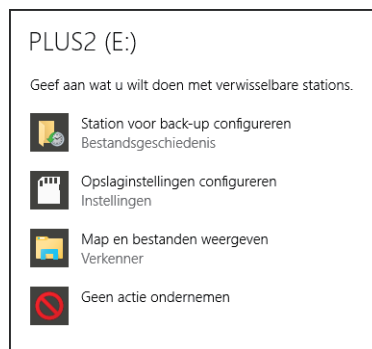 PLUS2 (E:)
Geef aan wat u wilt doen met verwisselbare stations.
Station voor back-up configureren
Bestandsgeschiedenis
Opslaginstellingen configureren
Instellingen
Map en bestanden weergeven
Verkenner
Geen actie ondernemen